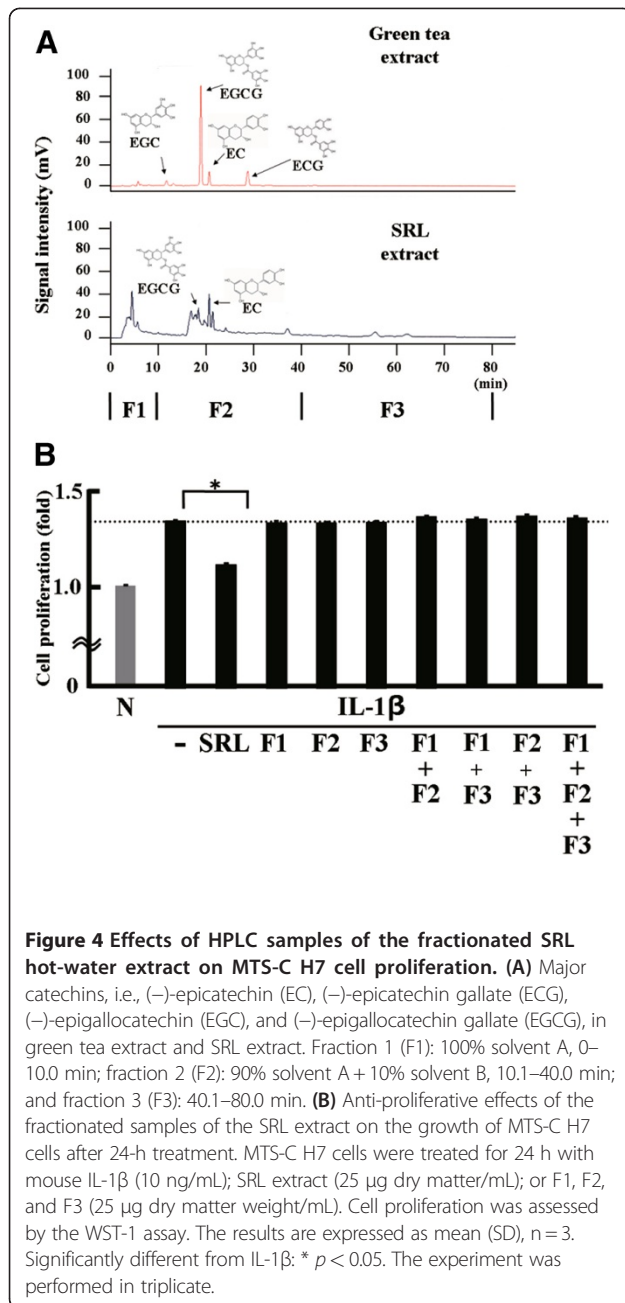 A
Green tea
extract
Signal intensity (mV)
100
80
60
40
20
0
EGC
EGCG
EC
ECG
SRL
extract
100
80
60
40
20
0
EGCG
EC
0 10 20 30 40 50 60 70 80
(min)
F1 F2 F3
B
Cell proliferation (fold)
1.5
1.0
0
*
N
IL-1β
- SRL F1 F2 F3 F1 F1 F2 F1
+ + + +
F2 F3 F3 F2
+
F3
Figure 4 Effects of HPLC samples of the fractionated SRL
hot-water extract on MTS-C H7 cell proliferation. (A) Major
catechins, i.e., (−)-epicatechin (EC), (−)-epicatechin gallate (ECG),
(−)-epigallocatechin (EGC), and (−)-epigallocatechin gallate (EGCG), in
green tea extract and SRL extract. Fraction 1 (F1): 100% solvent A, 0–
10.0 min; fraction 2 (F2): 90% solvent A + 10% solvent B, 10.1–40.0 min;
and fraction 3 (F3): 40.1–80.0 min. (B) Anti-proliferative effects of the
fractionated samples of the SRL extract on the growth of MTS-C H7
cells after 24-h treatment. MTS-C H7 cells were treated for 24 h with
mouse IL-1β (10 ng/mL); SRL extract (25 μg dry matter/mL); or F1, F2,
and F3 (25 μg dry matter weight/mL). Cell proliferation was assessed
by the WST-1 assay. The results are expressed as mean (SD), n = 3.
Significantly different from IL-1β: * p < 0.05. The experiment was
performed in triplicate.